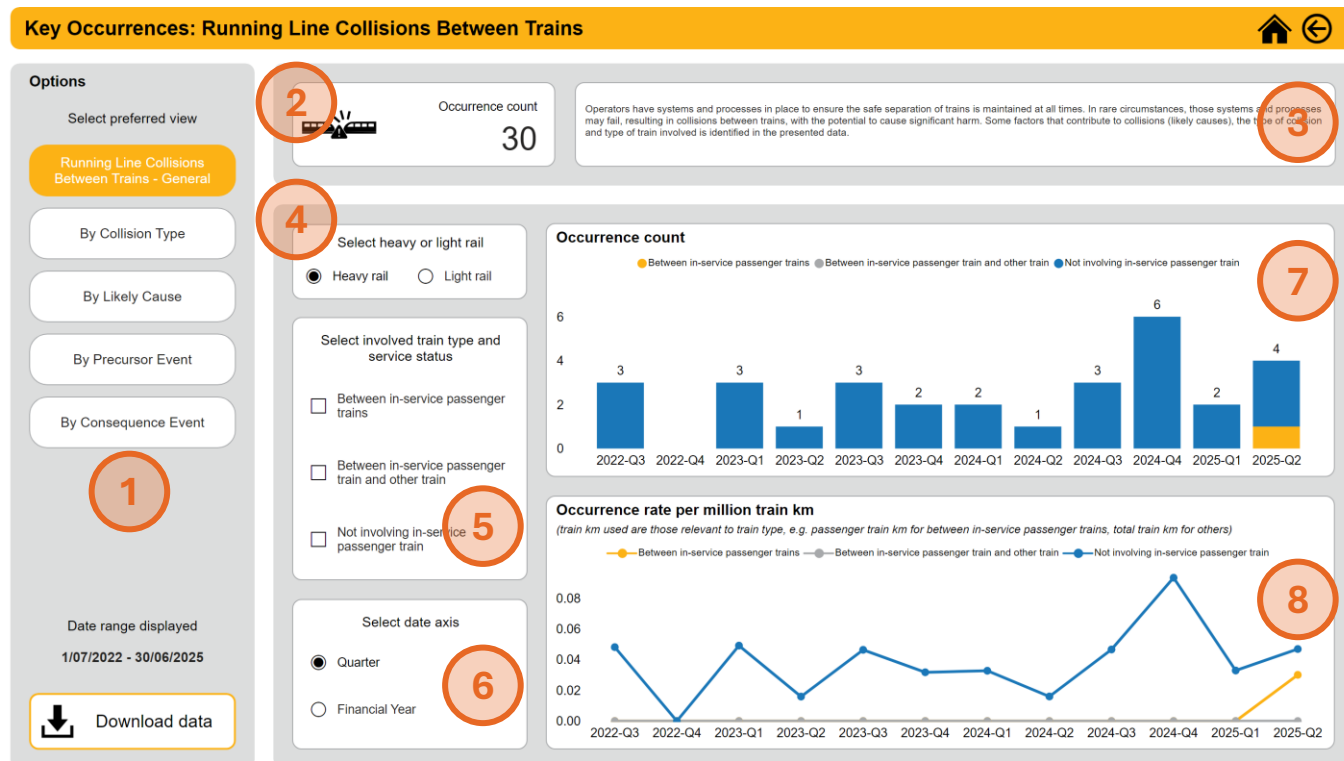 Key Occurrences: Running Line Collisions Between Trains
Options
Select preferred view
Running Line Collisions
Between Trains - General
By Collision Type
By Likely Cause
By Precursor Event
By Consequence Event
1
Date range displayed
1/07/2022 - 30/06/2025
Download data
2
Occurrence count
30
Operators have systems and processes in place to ensure the safe separation of trains is maintained at all times. In rare circumstances, those systems and processes
may fail, resulting in collisions between trains, with the potential to cause significant harm. Some factors that contribute to collisions (likely causes), the type of collision
and type of train involved is identified in the presented data.
3
4
Select heavy or light rail
Heavy rail
Light rail
Select involved train type and
service status
Between in-service passenger
trains
Between in-service passenger
train and other train
Not involving in-service
passenger train
5
Select date axis
Quarter
Financial Year
6
Occurrence count
Between in-service passenger trains Between in-service passenger train and other train Not involving in-service passenger train
7
6
4
2
0
3 3 1 3 2 2 1 3 6 2 4
2022-Q3 2022-Q4 2023-Q1 2023-Q2 2023-Q3 2023-Q4 2024-Q1 2024-Q2 2024-Q3 2024-Q4 2025-Q1 2025-Q2
Occurrence rate per million train km
(train km used are those relevant to train type, e.g. passenger train km for between in-service passenger trains, total train km for others)
Between in-service passenger trains Between in-service passenger train and other train Not involving in-service passenger train
8
0.08
0.06
0.04
0.02
0.00
2022-Q3 2022-Q4 2023-Q1 2023-Q2 2023-Q3 2023-Q4 2024-Q1 2024-Q2 2024-Q3 2024-Q4 2025-Q1 2025-Q2